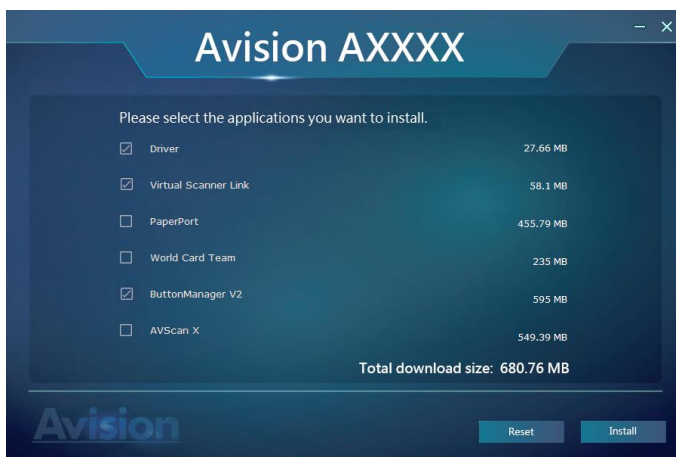 Avision AXXXX
Please select the applications you want to install.
Driver 27.66 MB
Virtual Scanner Link 58.1 MB
PaperPort 455.79 MB
World Card Team 235 MB
ButtonManager V2 595 MB
AVScan X 549.39 MB
Total download size: 680.76 MB
Avision
Reset Install